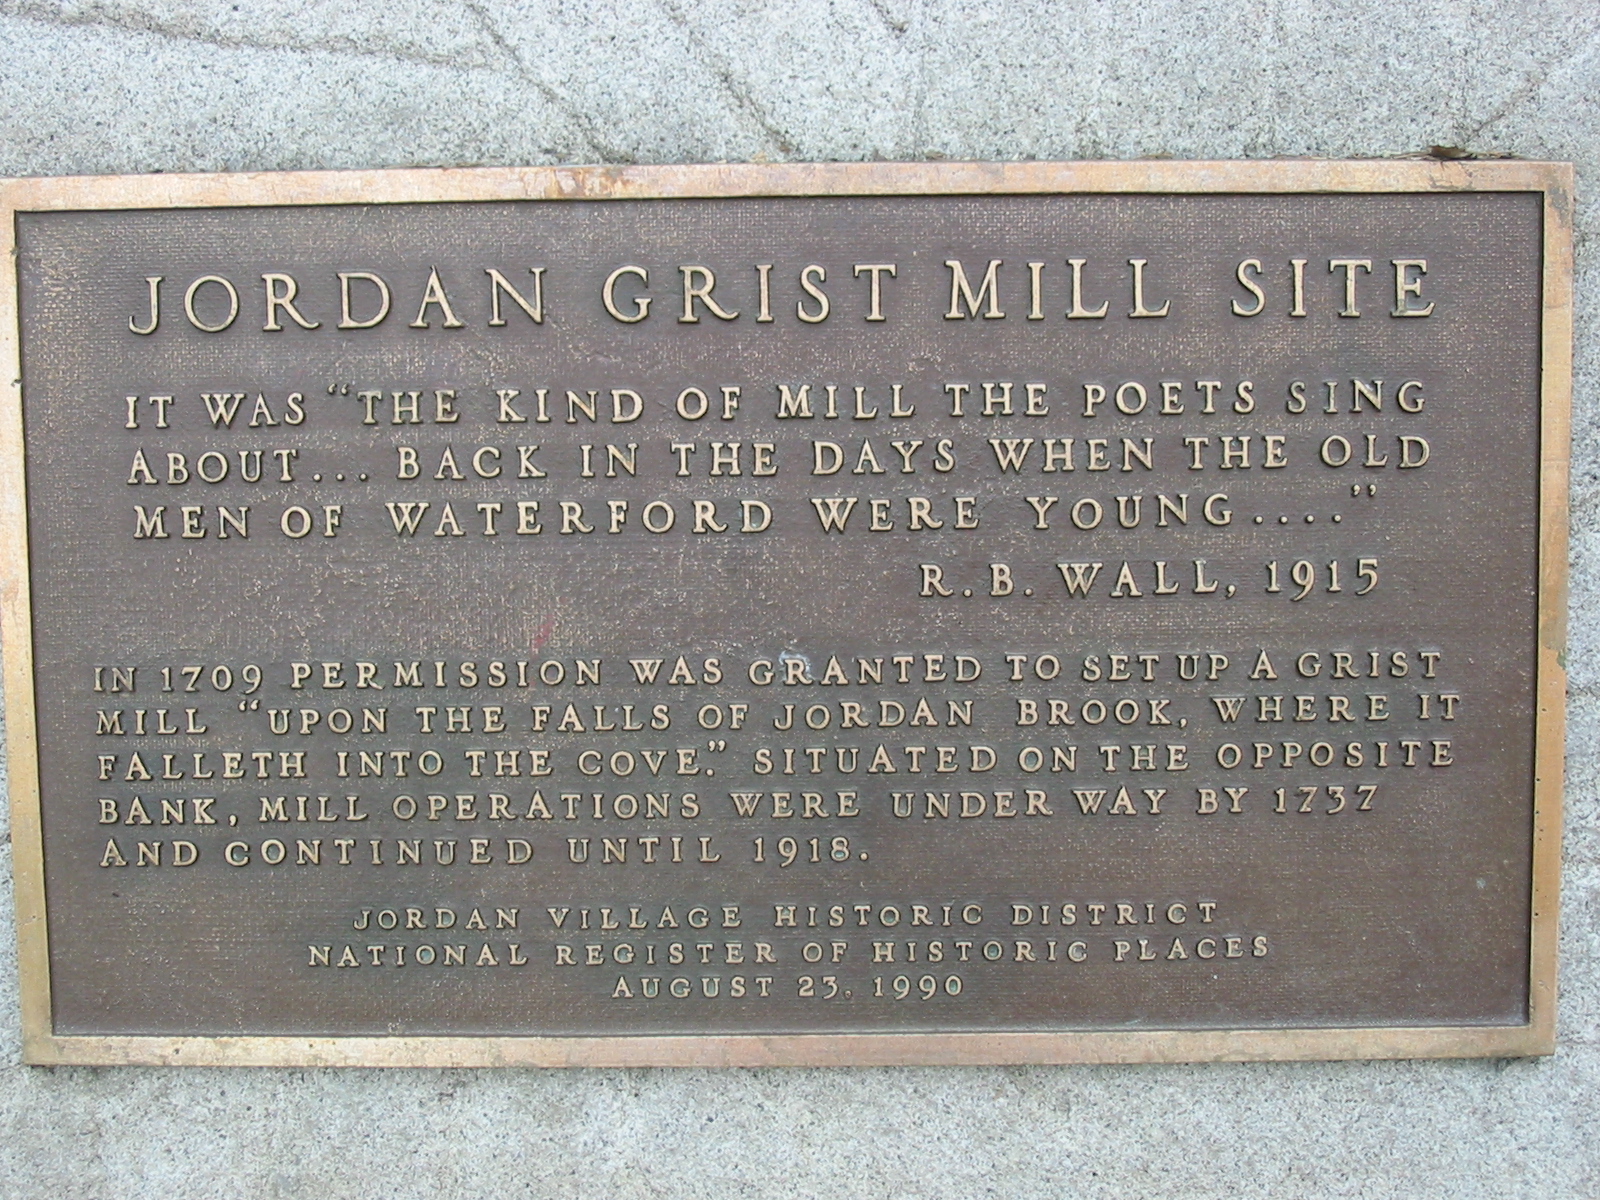 JORDAN GRIST MILL SITE
IT WAS "THE KIND OF MILL THE POETS SING
ABOUT... BACK IN THE DAYS WHEN THE OLD
MEN OF WATERFORD WERE YOUNG...."
R.B. WALL, 1915
IN 1709 PERMISSION WAS GRANTED TO SET UP A GRIST
MILL "UPON THE FALLS OF JORDAN BROOK, WHERE IT
FALLETH INTO THE COVE." SITUATED ON THE OPPOSITE
BANK, MILL OPERATIONS WERE UNDER WAY BY 1737
AND CONTINUED UNTIL 1918.
JORDAN VILLAGE HISTORIC DISTRICT
NATIONAL REGISTER OF HISTORIC PLACES
AUGUST 23, 1990